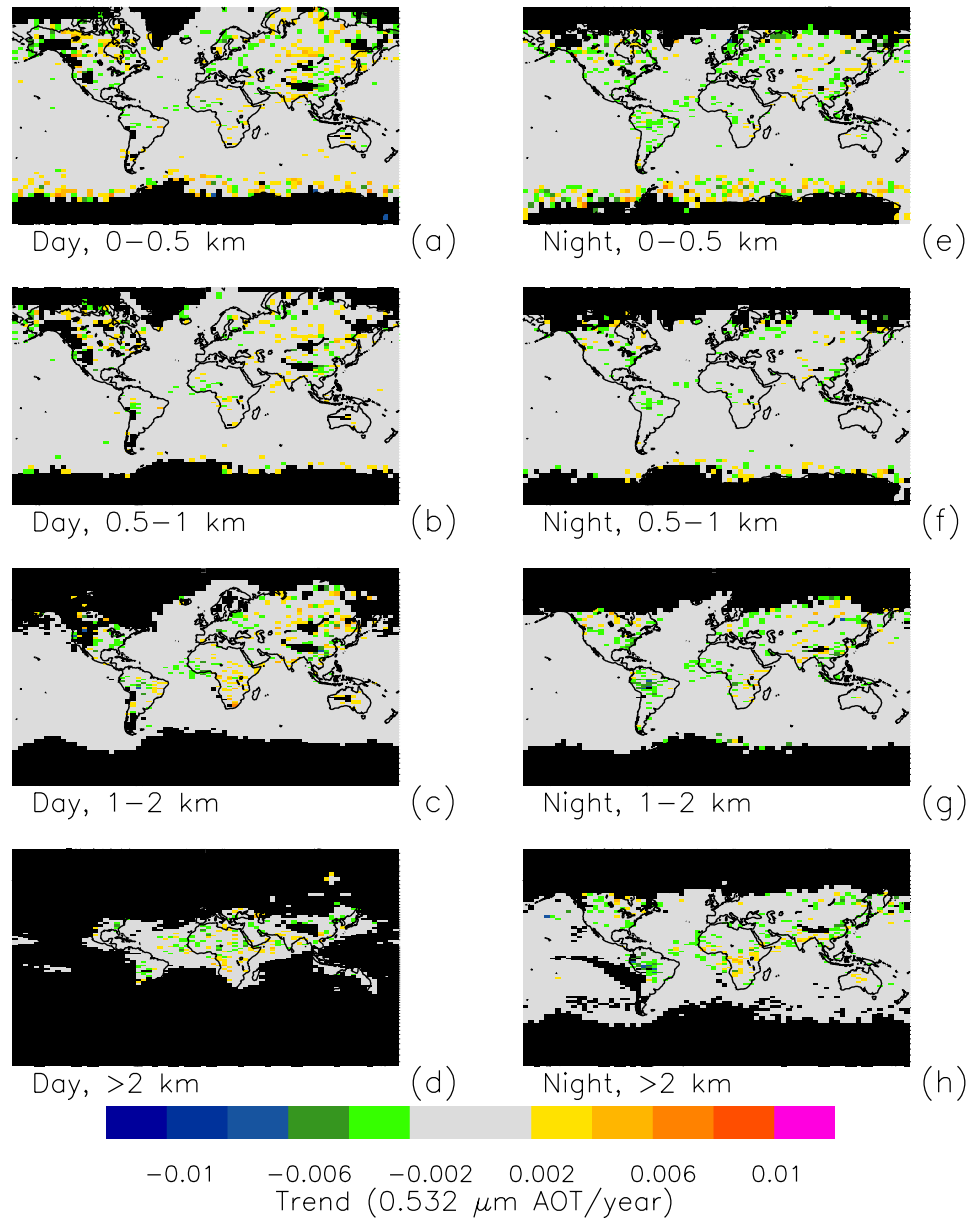 Day, 0−0.5 km (a)
Night, 0−0.5 km (e)
Day, 0.5−1 km (b)
Night, 0.5−1 km (f)
Day, 1−2 km (c)
Night, 1−2 km (g)
Day, >2 km (d)
Night, >2 km (h)
−0.01 −0.006 −0.002 0.002 0.006 0.01
Trend (0.532 μm AOT/year)